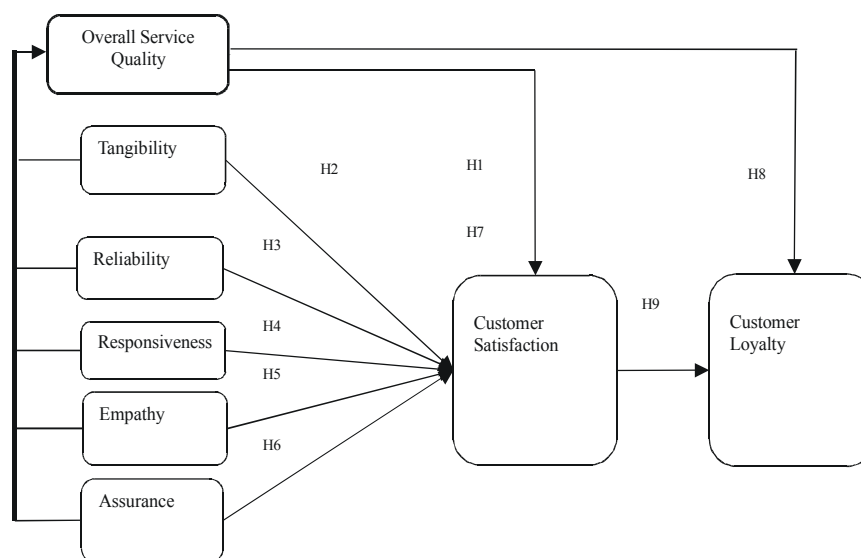 Overall Service
Quality
Tangibility
H2
H1
H8
H7
Reliability
H3
H9
Customer
Satisfaction
Customer
Loyalty
Responsiveness
H4
H5
Empathy
H6
Assurance